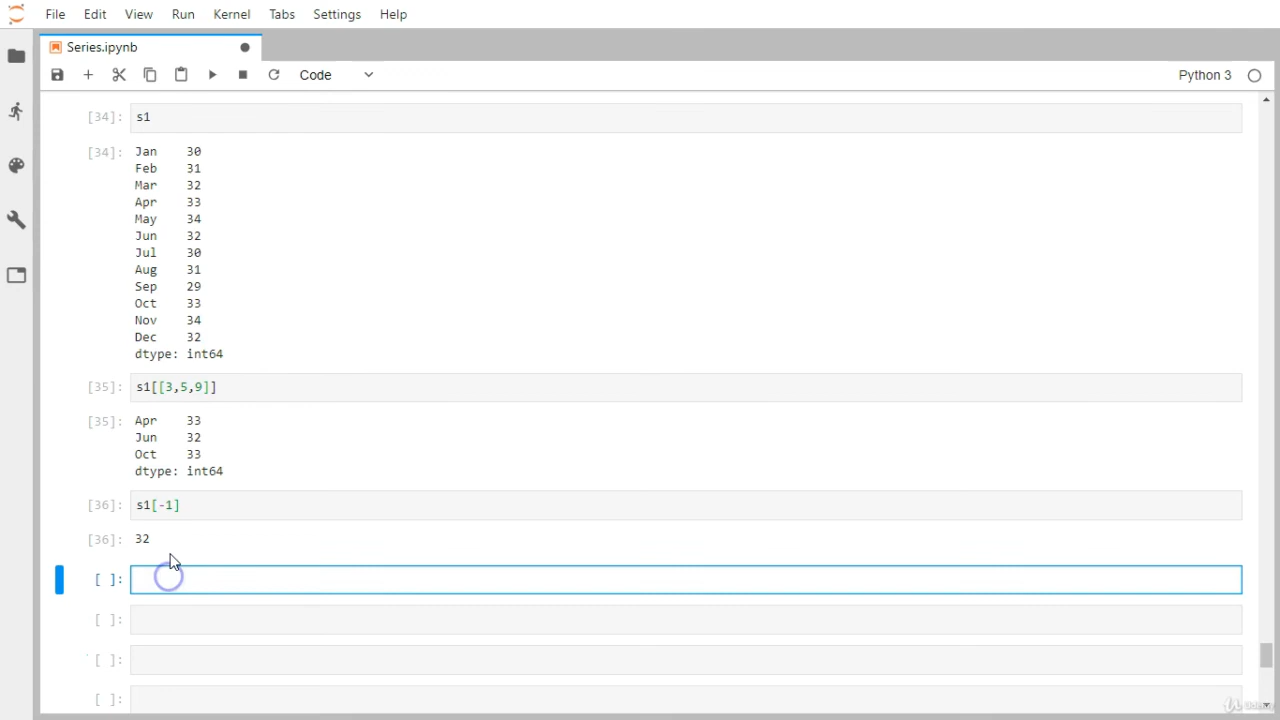 File Edit View Run Kernel Tabs Settings Help
Series.ipynb
Code
Python 3
[34]: s1
[34]: Jan 30
Feb 31
Mar 32
Apr 33
May 34
Jun 32
Jul 30
Aug 31
Sep 29
Oct 33
Nov 34
Dec 32
dtype: int64
[35]: s1[[3,5,9]]
[35]: Apr 33
Jun 32
Oct 33
dtype: int64
[36]: s1[-1]
[36]: 32
[ ]:
[ ]:
[ ]:
[ ]: